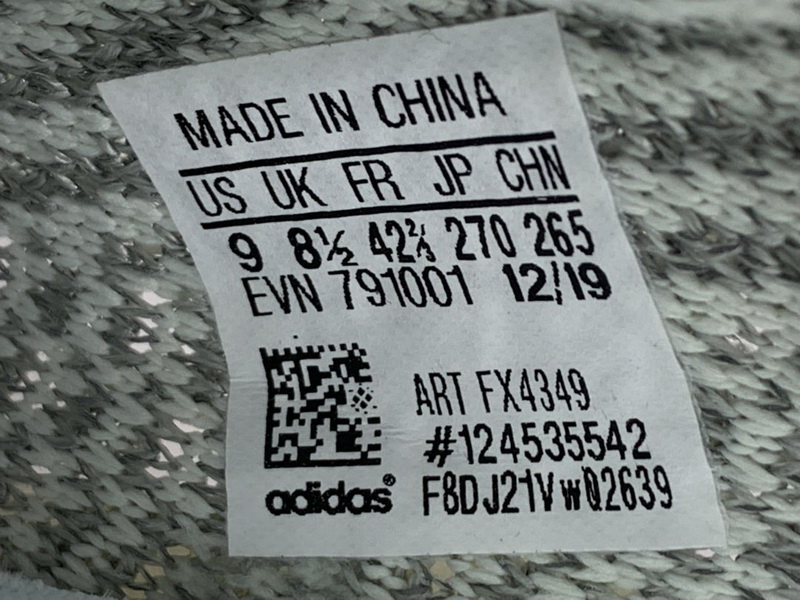 MADE IN CHINA
US UK FR JP CHN
9 8½ 42⅔ 270 265
EVN 791001 12/19
ART FX4349
#124535542
adidas® F8DJ21VwQ2639